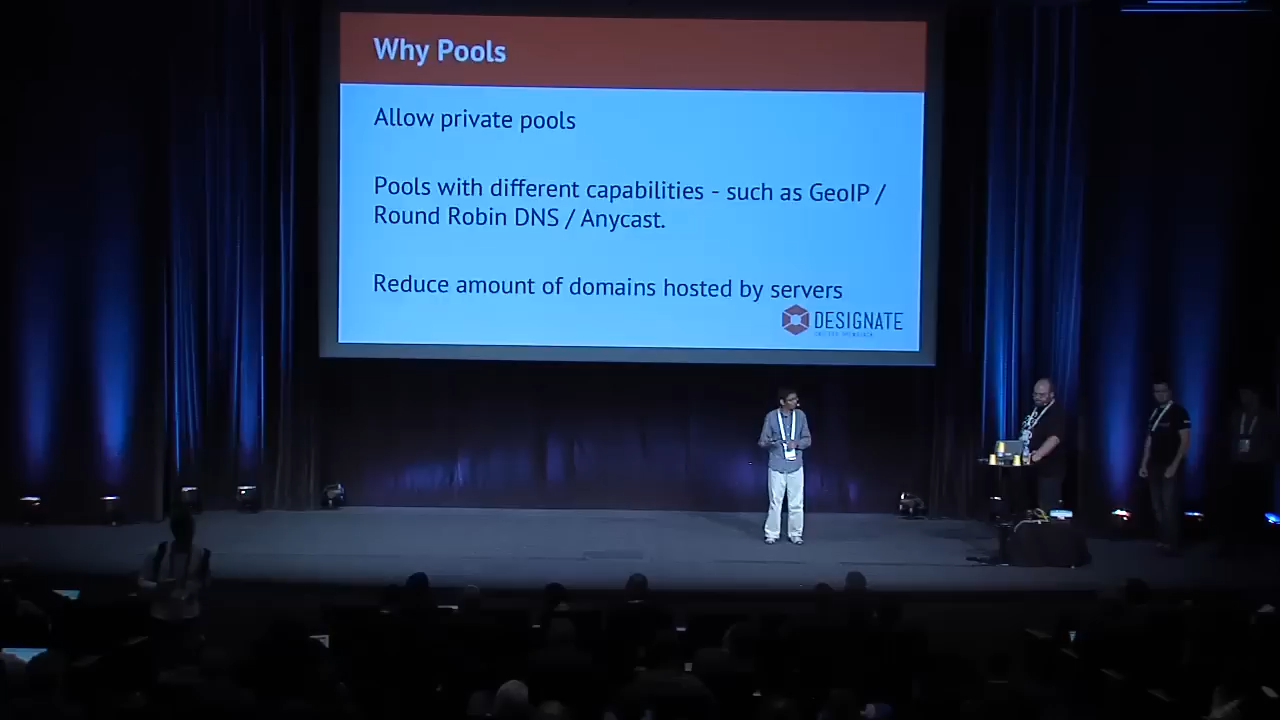 Why Pools
Allow private pools
Pools with different capabilities - such as GeoIP /
Round Robin DNS / Anycast.
Reduce amount of domains hosted by servers
DESIGNATE